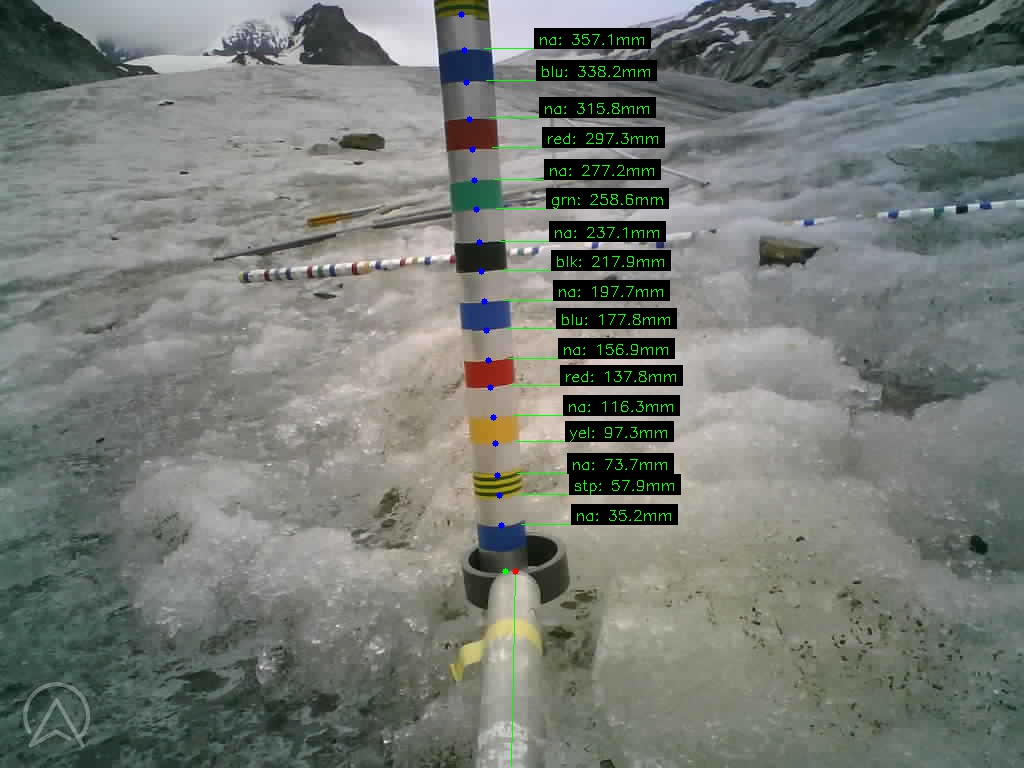 na: 357.1mm
blu: 338.2mm
na: 315.8mm
red: 297.3mm
na: 277.2mm
grn: 258.6mm
na: 237.1mm
blk: 217.9mm
na: 197.7mm
blu: 177.8mm
na: 156.9mm
red: 137.8mm
na: 116.3mm
yel: 97.3mm
na: 73.7mm
stp: 57.9mm
na: 35.2mm